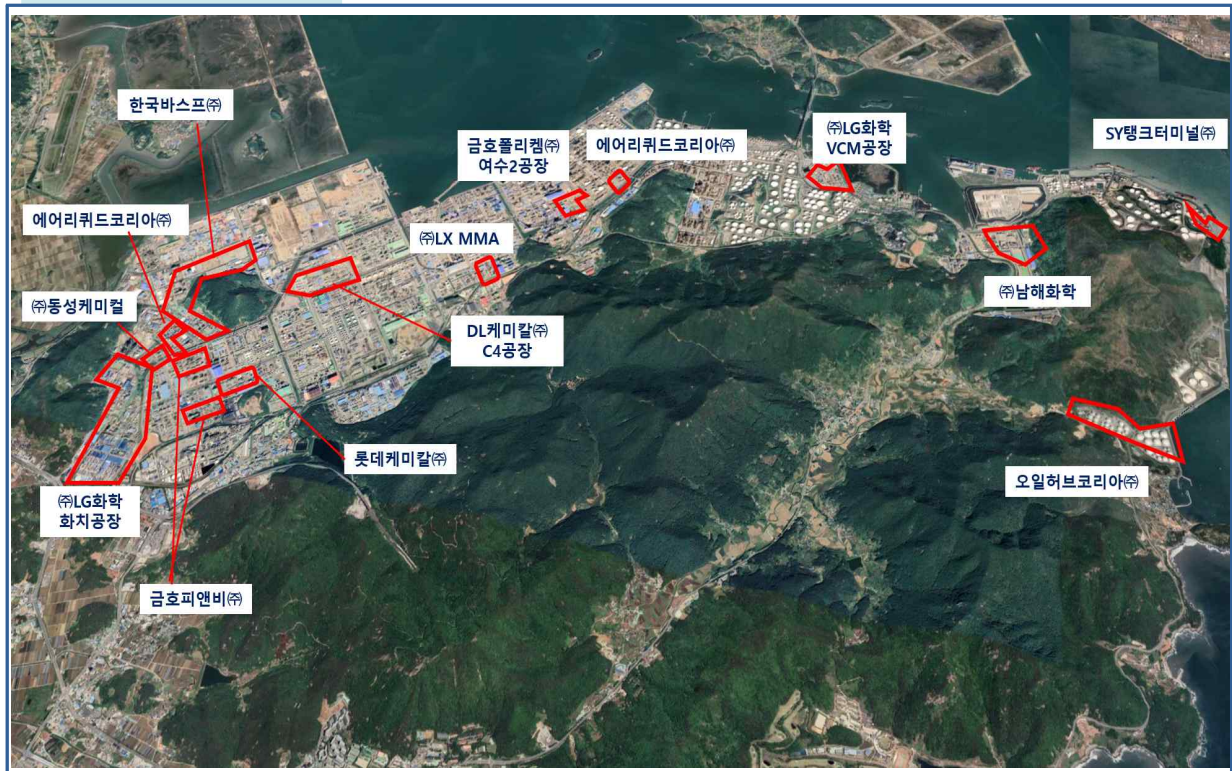 한국바스프㈜
금호폴리켐㈜
여수2공장
에어리퀴드코리아㈜
㈜LG화학
VCM공장
SY탱크터미널㈜
에어리퀴드코리아㈜
㈜LX MMA
㈜동성케미컬
㈜남해화학
DL케미칼㈜
C4공장
롯데케미칼㈜
오일허브코리아㈜
㈜LG화학
화치공장
금호피앤비㈜